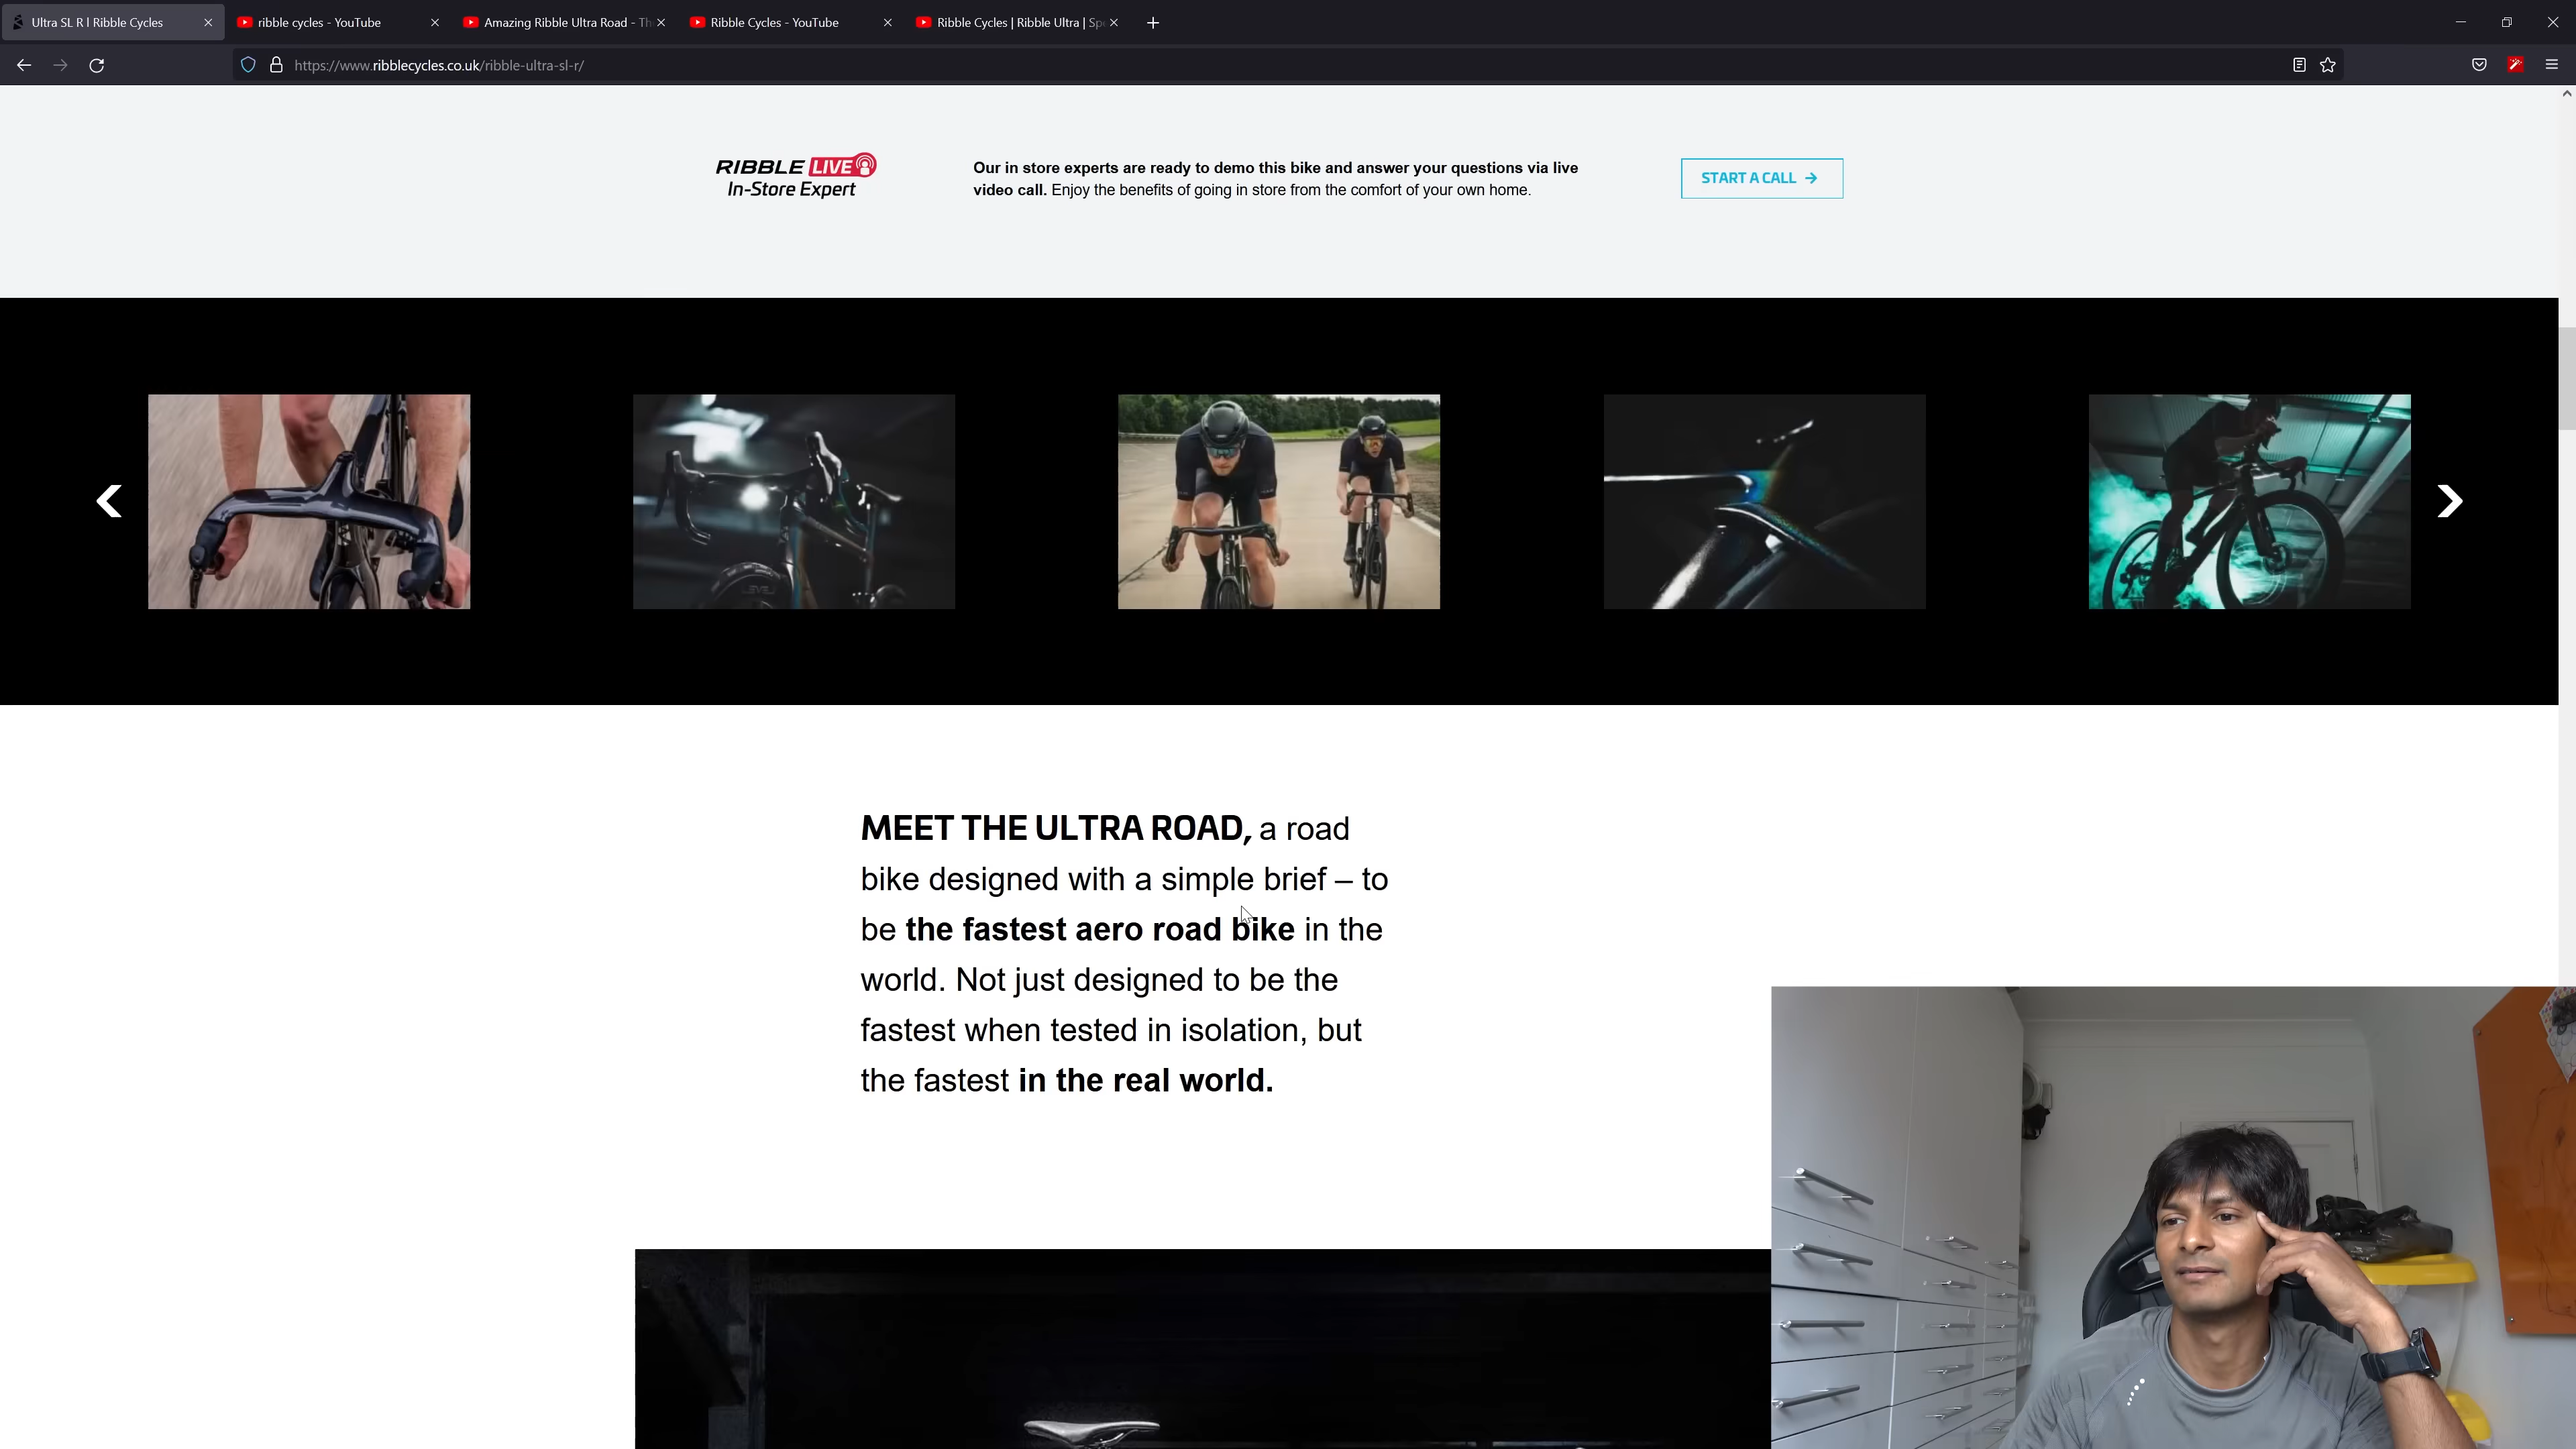 Ultra SL R l Ribble Cycles
ribble cycles - YouTube
Amazing Ribble Ultra Road - Th
Ribble Cycles - YouTube
Ribble Cycles | Ribble Ultra | Spe
https://www.ribblecycles.co.uk/ribble-ultra-sl-r/
RIBBLE LIVE
In-Store Expert
Our in store experts are ready to demo this bike and answer your questions via live
video call. Enjoy the benefits of going in store from the comfort of your own home.
START A CALL
LEVEL
MEET THE ULTRA ROAD, a road
bike designed with a simple brief – to
be the fastest aero road bike in the
world. Not just designed to be the
fastest when tested in isolation, but
the fastest in the real world.